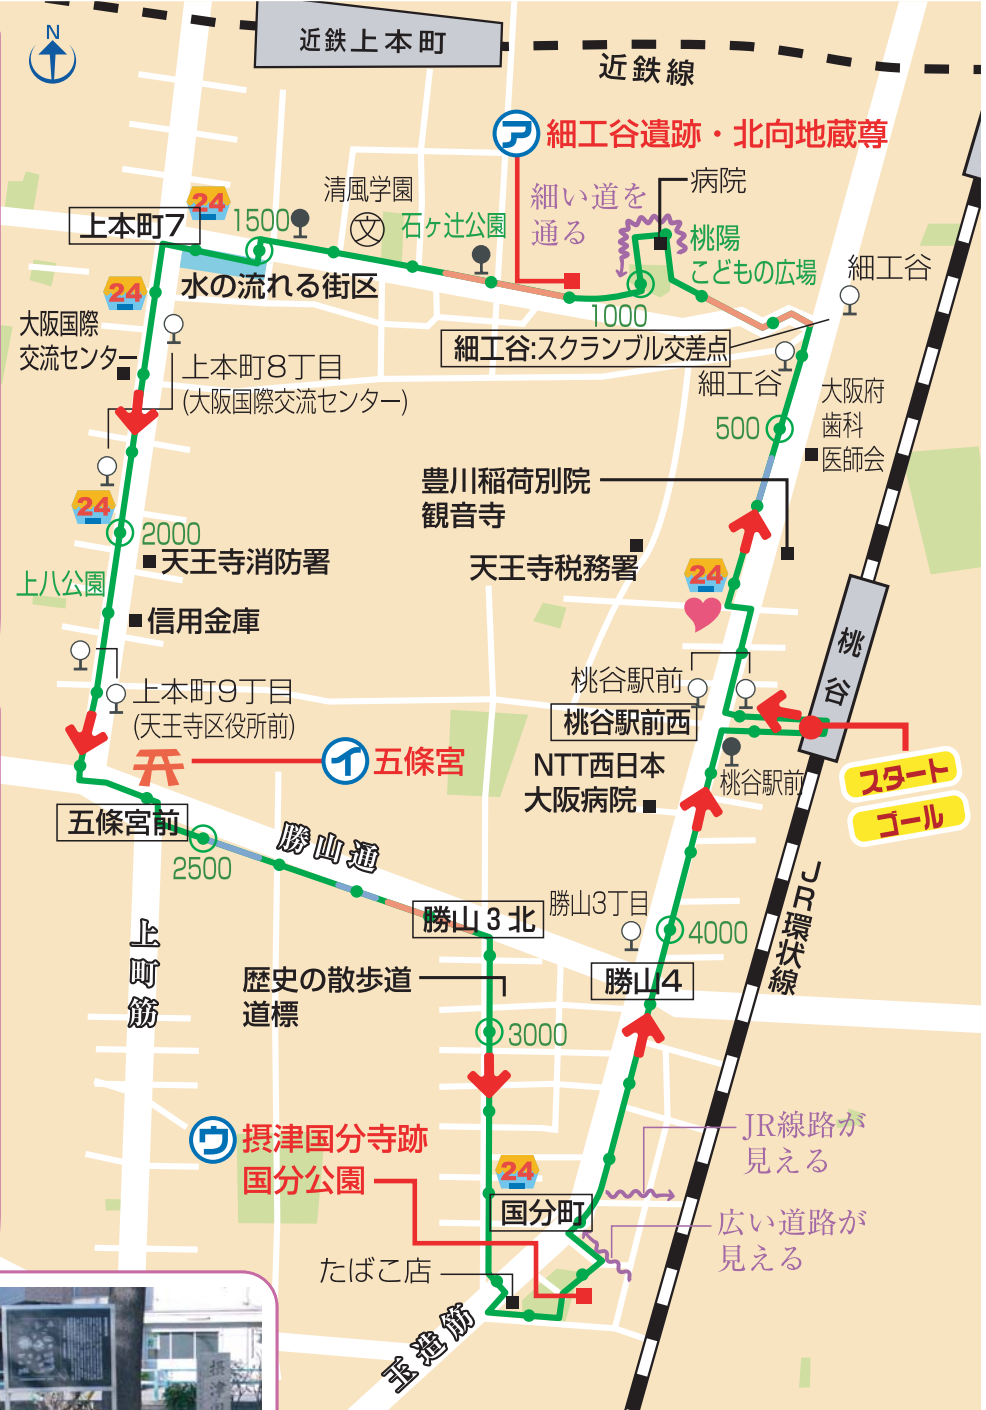 N
近鉄上本町
近鉄線
ア 細工谷遺跡・北向地蔵尊
細い道を
通る
病院
清風学園
文
石ヶ辻公園
桃陽
こどもの広場
細工谷
24
上本町7
1500
水の流れる街区
1000
細工谷:スクランブル交差点
24
大阪国際
交流センター
上本町8丁目
(大阪国際交流センター)
細工谷
大阪府
歯科
医師会
500
豊川稲荷別院
観音寺
24
2000
天王寺消防署
天王寺税務署
24
上八公園
信用金庫
桃谷
桃谷駅前
桃谷駅前西
上本町9丁目
(天王寺区役所前)
イ 五條宮
NTT西日本
大阪病院
桃谷駅前
スタート
ゴール
五條宮前
2500
勝山通
勝山3北
勝山3丁目
4000
JR環状線
上町筋
歴史の散歩道
道標
勝山4
3000
ウ 摂津国分寺跡
国分公園
24
国分町
JR線路が
見える
広い道路が
見える
たばこ店
玉造筋
摂津国